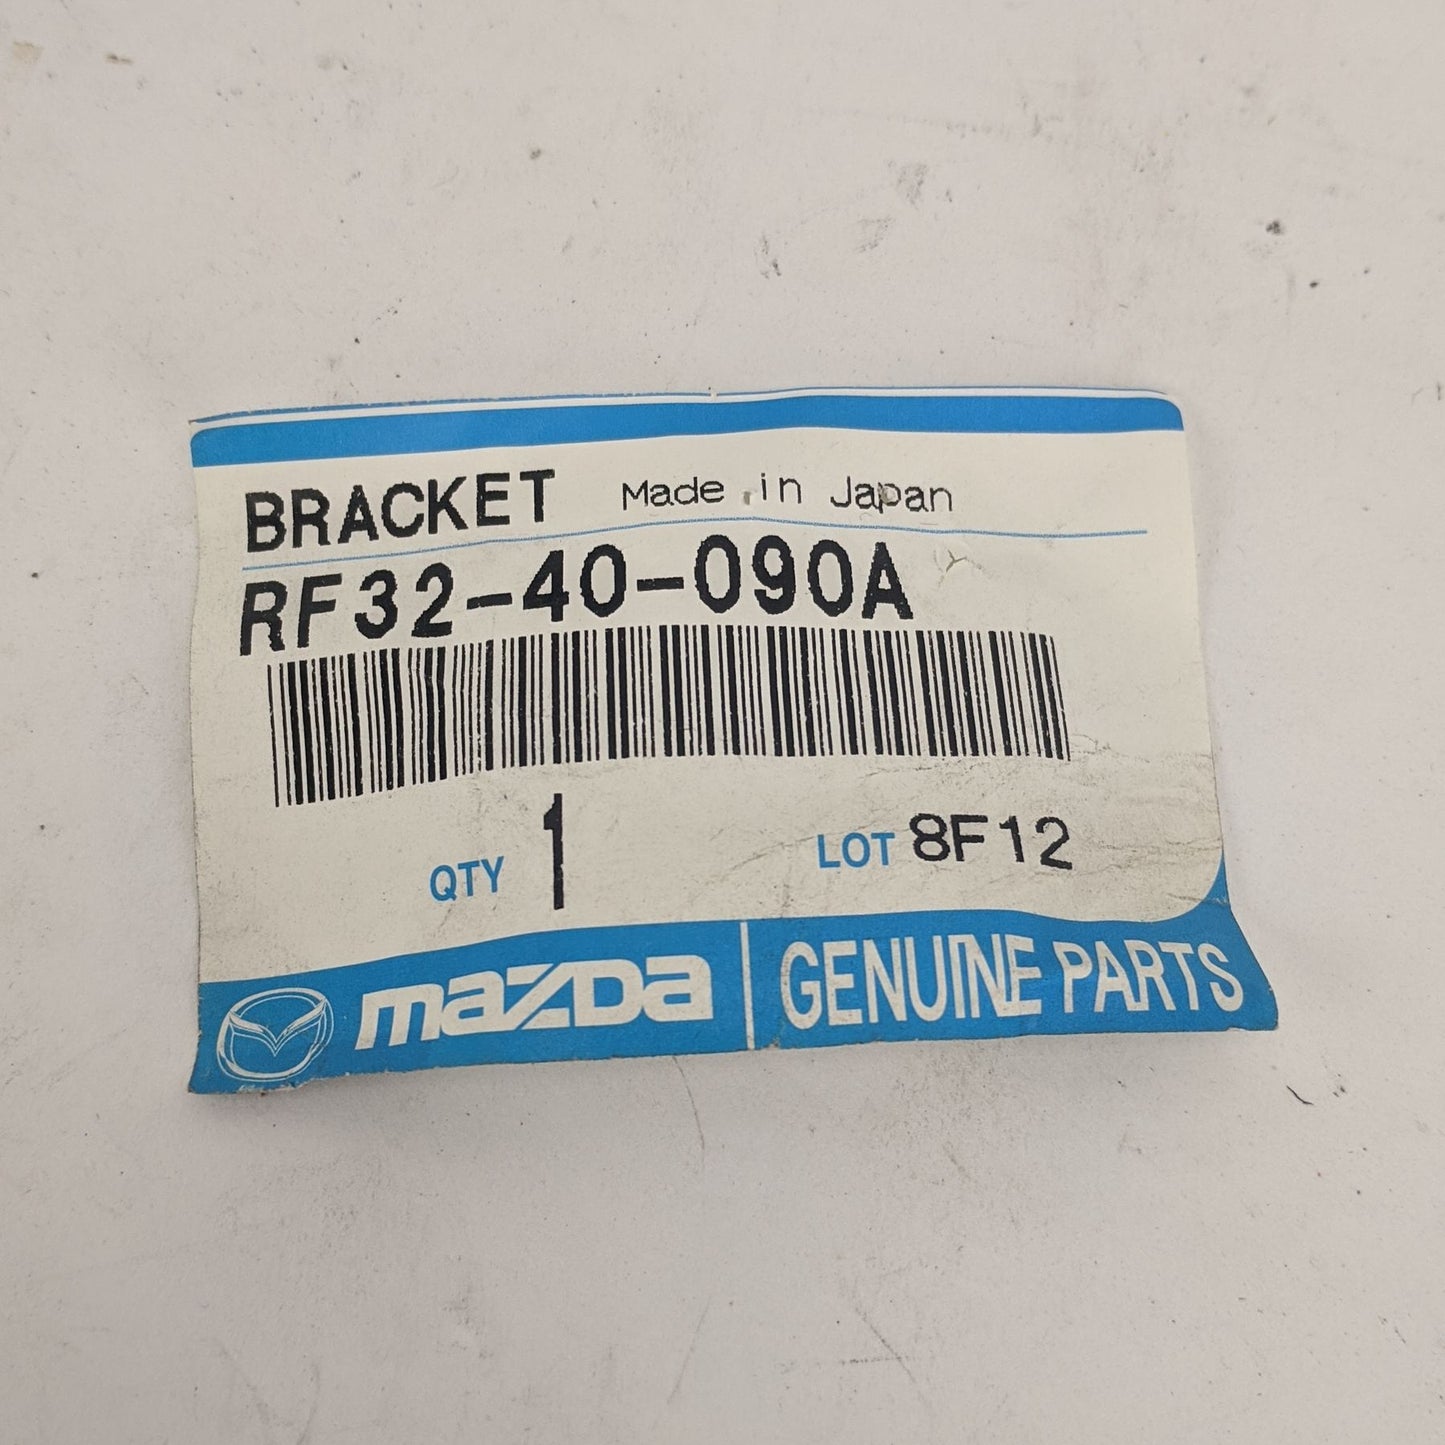 BRACKET Made in Japan
RF32-40-090A
QTY 1 LOT 8F12
mazda GENUINE PARTS